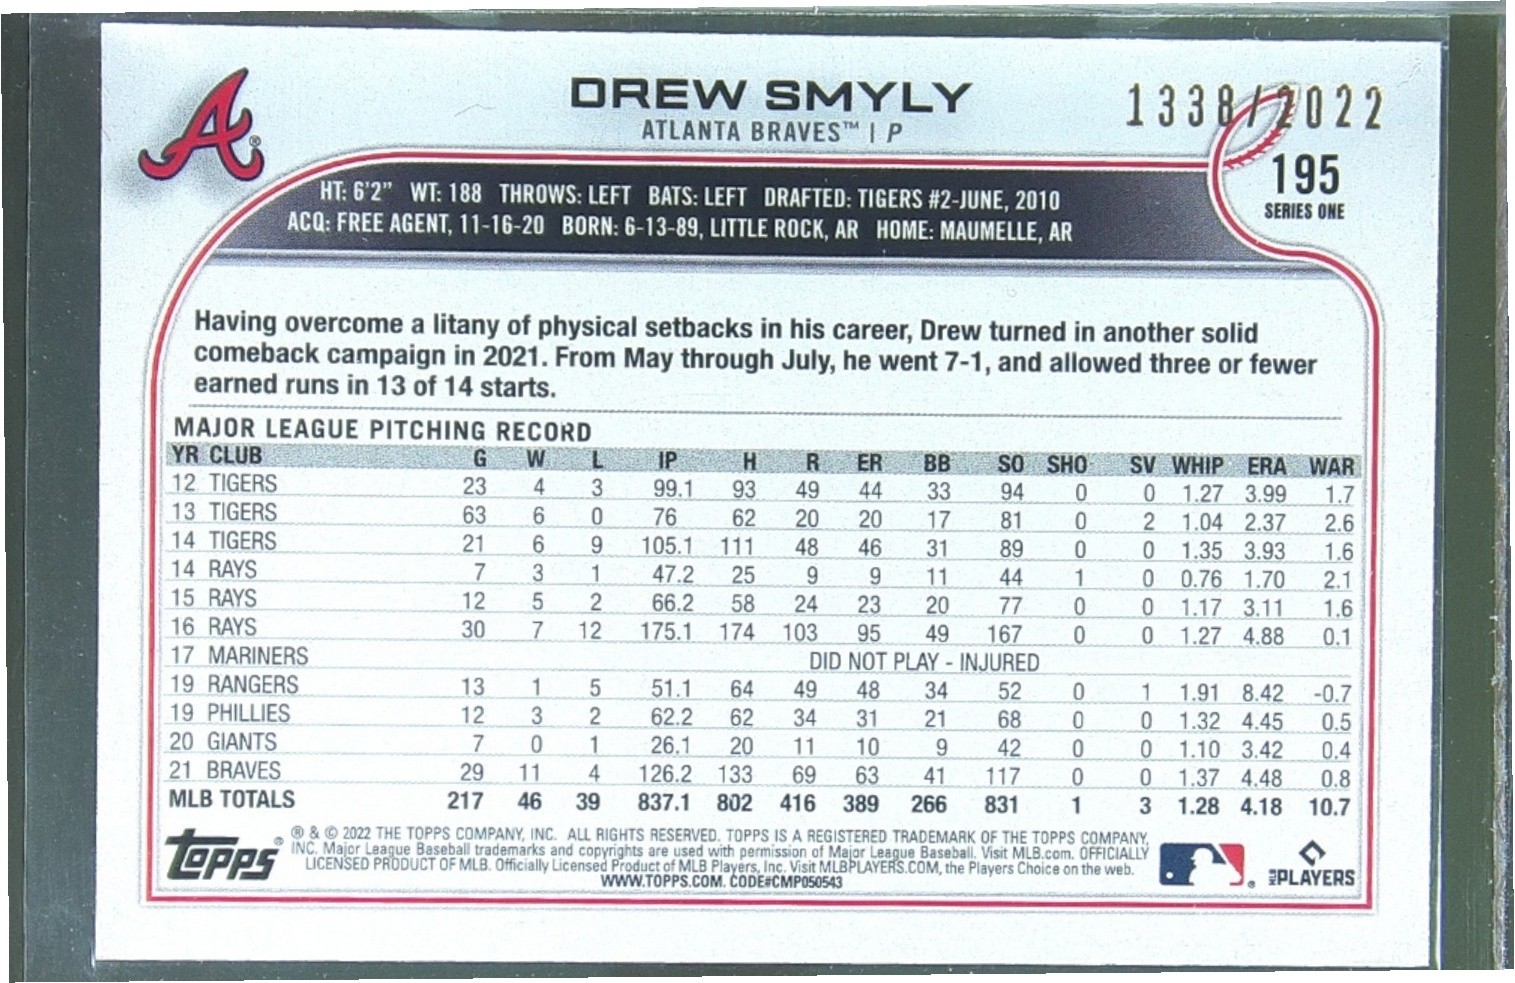 A®
DREW SMYLY
ATLANTA BRAVES™ | P
1338/2022
195
SERIES ONE
HT: 6'2" WT: 188 THROWS: LEFT BATS: LEFT DRAFTED: TIGERS #2-JUNE, 2010
ACQ: FREE AGENT, 11-16-20 BORN: 6-13-89, LITTLE ROCK, AR HOME: MAUMELLE, AR
Having overcome a litany of physical setbacks in his career, Drew turned in another solid
comeback campaign in 2021. From May through July, he went 7-1, and allowed three or fewer
earned runs in 13 of 14 starts.
MAJOR LEAGUE PITCHING RECORD
YR CLUB G W L IP H R ER BB SO SHO SV WHIP ERA WAR
12 TIGERS 23 4 3 99.1 93 49 44 33 94 0 0 1.27 3.99 1.7
13 TIGERS 63 6 0 76 62 20 20 17 81 0 2 1.04 2.37 2.6
14 TIGERS 21 6 9 105.1 111 48 46 31 89 0 0 1.35 3.93 1.6
14 RAYS 7 3 1 47.2 25 9 9 11 44 1 0 0.76 1.70 2.1
15 RAYS 12 5 2 66.2 58 24 23 20 77 0 0 1.17 3.11 1.6
16 RAYS 30 7 12 175.1 174 103 95 49 167 0 0 1.27 4.88 0.1
17 MARINERS DID NOT PLAY - INJURED
19 RANGERS 13 1 5 51.1 64 49 48 34 52 0 1 1.91 8.42 -0.7
19 PHILLIES 12 3 2 62.2 62 34 31 21 68 0 0 1.32 4.45 0.5
20 GIANTS 7 0 1 26.1 20 11 10 9 42 0 0 1.10 3.42 0.4
21 BRAVES 29 11 4 126.2 133 69 63 41 117 0 0 1.37 4.48 0.8
MLB TOTALS 217 46 39 837.1 802 416 389 266 831 1 3 1.28 4.18 10.7
Topps®
® & © 2022 THE TOPPS COMPANY, INC. ALL RIGHTS RESERVED. TOPPS IS A REGISTERED TRADEMARK OF THE TOPPS COMPANY,
INC. Major League Baseball trademarks and copyrights are used with permission of Major League Baseball. Visit MLB.com. OFFICIALLY
LICENSED PRODUCT OF MLB. Officially Licensed Product of MLB Players, Inc. Visit MLBPLAYERS.COM, the Players Choice on the web.
WWW.TOPPS.COM. CODE#CMP050543
MLB PLAYERS